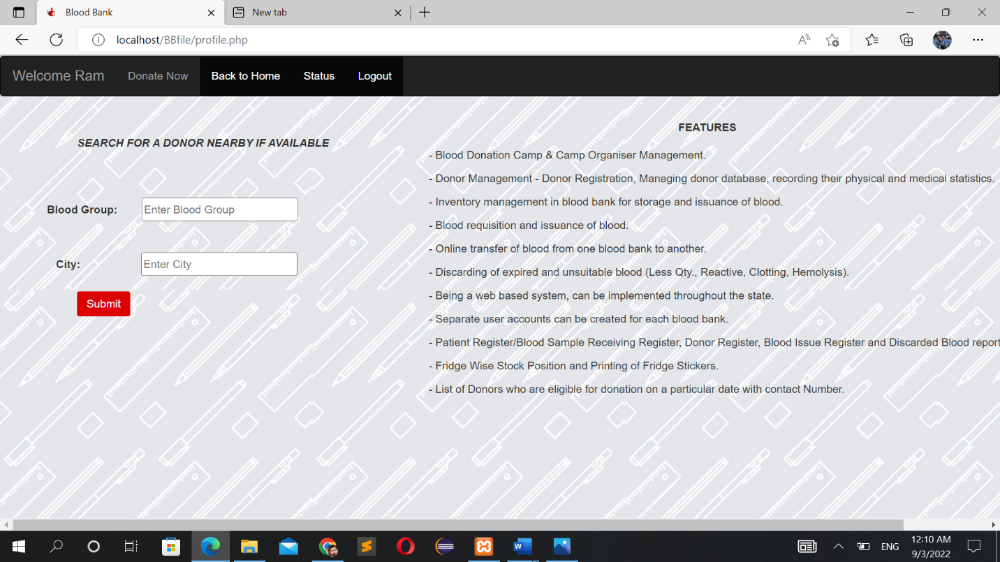 Blood Bank
New tab
localhost/BBfile/profile.php
Welcome Ram
Donate Now
Back to Home
Status
Logout
SEARCH FOR A DONOR NEARBY IF AVAILABLE
Blood Group:
Enter Blood Group
City:
Enter City
Submit
FEATURES
- Blood Donation Camp & Camp Organiser Management.
- Donor Management - Donor Registration, Managing donor database, recording their physical and medical statistics.
- Inventory management in blood bank for storage and issuance of blood.
- Blood requisition and issuance of blood.
- Online transfer of blood from one blood bank to another.
- Discarding of expired and unsuitable blood (Less Qty., Reactive, Clotting, Hemolysis).
- Being a web based system, can be implemented throughout the state.
- Separate user accounts can be created for each blood bank.
- Patient Register/Blood Sample Receiving Register, Donor Register, Blood Issue Register and Discarded Blood report
- Fridge Wise Stock Position and Printing of Fridge Stickers.
- List of Donors who are eligible for donation on a particular date with contact Number.
ENG
12:10 AM
9/3/2022